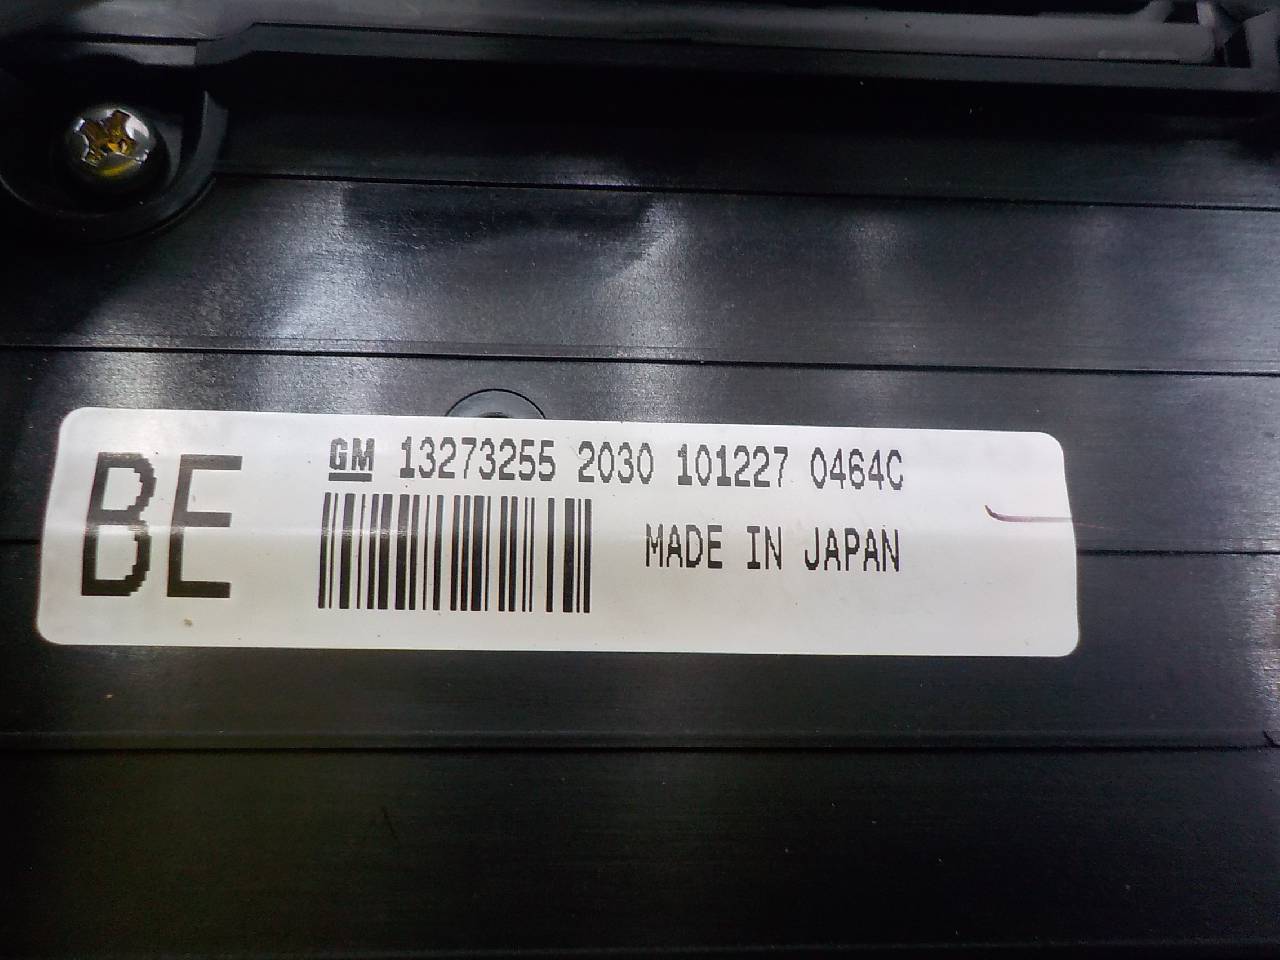 BE
GM 13273255 2030 101227 0464C
MADE IN JAPAN